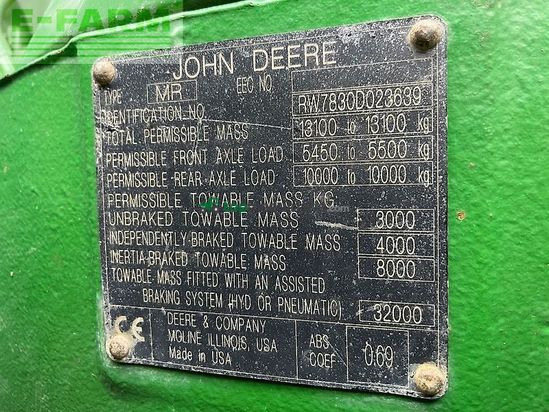 E-FARM
JOHN DEERE
TYPE MR EEC NO
IDENTIFICATION NO. RW7830D023639
TOTAL PERMISSIBLE MASS 13100 to 13100 kg
PERMISSIBLE FRONT AXLE LOAD 5450 to 5500 kg
PERMISSIBLE REAR AXLE LOAD 10000 to 10000 kg
PERMISSIBLE TOWABLE MASS KG
UNBRAKED TOWABLE MASS 3000
INDEPENDENTLY-BRAKED TOWABLE MASS 4000
INERTIA-BRAKED TOWABLE MASS 8000
TOWABLE MASS FITTED WITH AN ASSISTED
BRAKING SYSTEM (HYD OR PNEUMATIC) 32000
CE
DEERE & COMPANY
MOLINE ILLINOIS, USA
Made in USA
ABS.
COEF 0.69